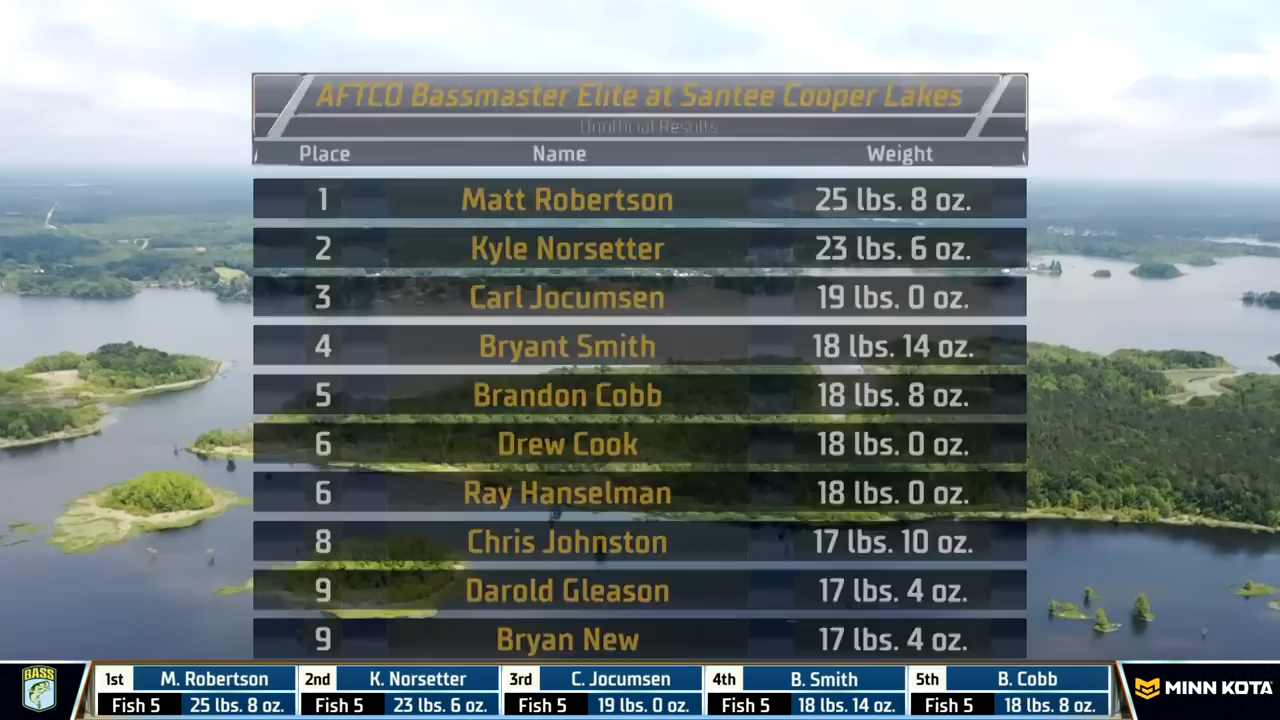 AFTCO Bassmaster Elite at Santee Cooper Lakes
Unofficial Results
Place Name Weight
1 Matt Robertson 25 lbs. 8 oz.
2 Kyle Norsetter 23 lbs. 6 oz.
3 Carl Jocumsen 19 lbs. 0 oz.
4 Bryant Smith 18 lbs. 14 oz.
5 Brandon Cobb 18 lbs. 8 oz.
6 Drew Cook 18 lbs. 0 oz.
6 Ray Hanselman 18 lbs. 0 oz.
8 Chris Johnston 17 lbs. 10 oz.
9 Darold Gleason 17 lbs. 4 oz.
9 Bryan New 17 lbs. 4 oz.
BASS
1st M. Robertson 2nd K. Norsetter 3rd C. Jocumsen 4th B. Smith 5th B. Cobb
Fish 5 25 lbs. 8 oz. Fish 5 23 lbs. 6 oz. Fish 5 19 lbs. 0 oz. Fish 5 18 lbs. 14 oz. Fish 5 18 lbs. 8 oz.
MINN KOTA